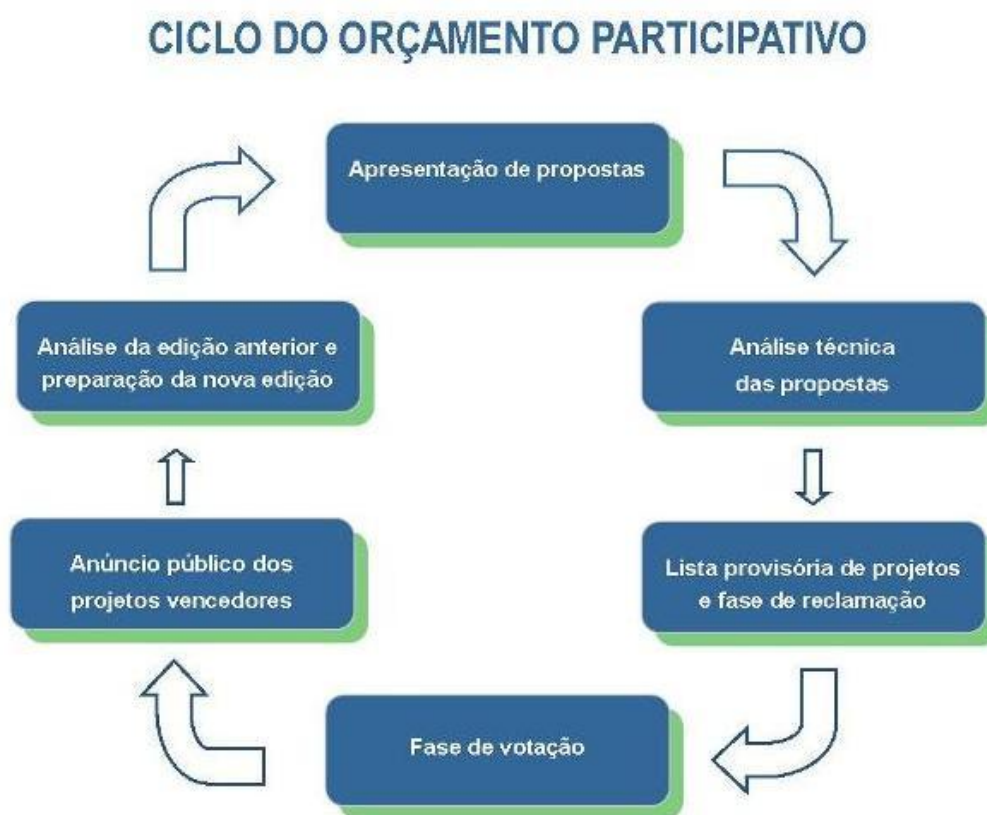 CICLO DO ORÇAMENTO PARTICIPATIVO
Apresentação de propostas
Análise técnica
das propostas
Lista provisória de projetos
e fase de reclamação
Fase de votação
Anúncio público dos
projetos vencedores
Análise da edição anterior e
preparação da nova edição